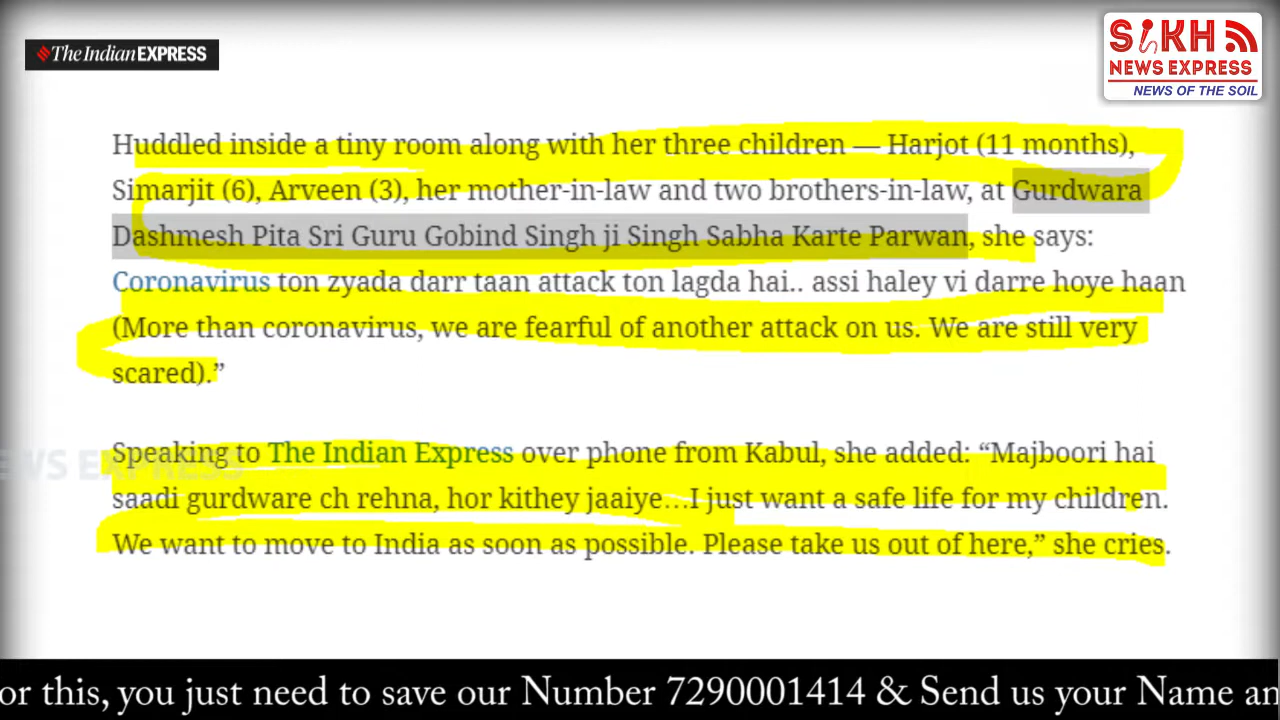 The Indian EXPRESS
SIKH
NEWS EXPRESS
NEWS OF THE SOIL
Huddled inside a tiny room along with her three children — Harjot (11 months),
Simarjit (6), Arveen (3), her mother-in-law and two brothers-in-law, at Gurdwara
Dashmesh Pita Sri Guru Gobind Singh ji Singh Sabha Karte Parwan, she says:
Coronavirus ton zyada darr taan attack ton lagda hai.. assi haley vi darre hoye haan
(More than coronavirus, we are fearful of another attack on us. We are still very
scared).”
Speaking to The Indian Express over phone from Kabul, she added: “Majboori hai
saadi gurdware ch rehna, hor kithey jaaiye…I just want a safe life for my children.
We want to move to India as soon as possible. Please take us out of here,” she cries.
EWS EXPRESS
or this, you just need to save our Number 7290001414 & Send us your Name an